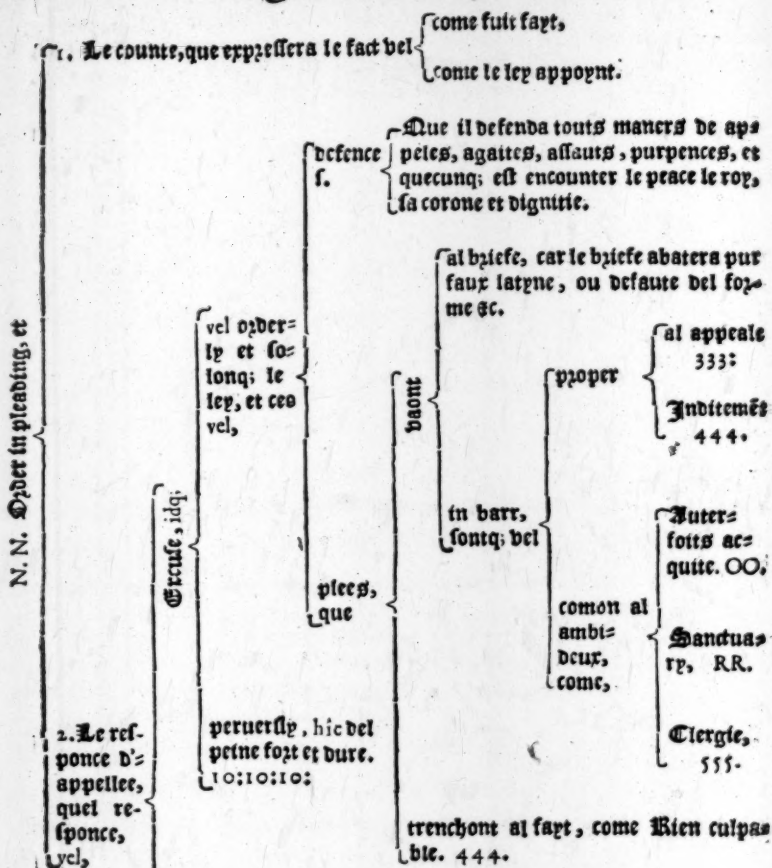 N. N. Order in pleading, et
1. Le counte, que expressera le fact vel
come fuit fayt,
come le ley appoynt.
2. Le res-
ponce d'=
appellee,
quel re-
sponce,
vel,
Excuse, idq;
vel order=
ly et so=
lonq; le
ley, et ceo
vel,
defence
s.
Que il defenda touts maners de ap=
peles, agaites, assauts, purpences, et
quecunq; est encounter le peace le roy,
sa corone et dignitie.
plees,
que
vaont
al briefe, car le briefe abatera pur
faux latyne, ou defaute del for=
me &c.
in barr,
sontq; vel
proper
al appeale
333:
Inditemēt
444.
comon al
ambi=
deux,
come,
Auter=
foits ac=
quite. OO.
Sanctua=
ry, RR.
Clergie,
555.
trenchont al fayt, come Rien culpa=
ble. 444.
peruersly, hic del
peine fort et dure.
10:10:10: